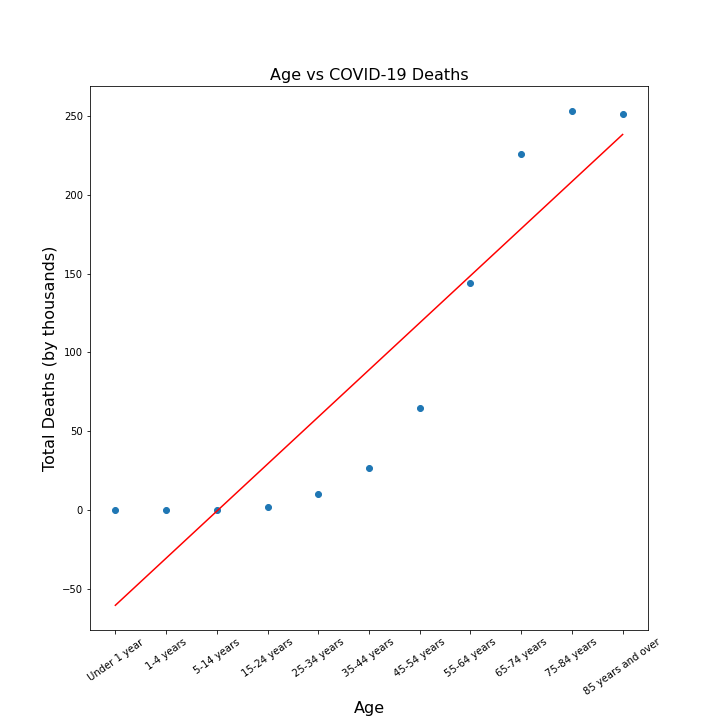 Age vs COVID-19 Deaths
Total Deaths (by thousands)
250
200
150
100
50
0
−50
Under 1 year
1-4 years
5-14 years
15-24 years
25-34 years
35-44 years
45-54 years
55-64 years
65-74 years
75-84 years
85 years and over
Age